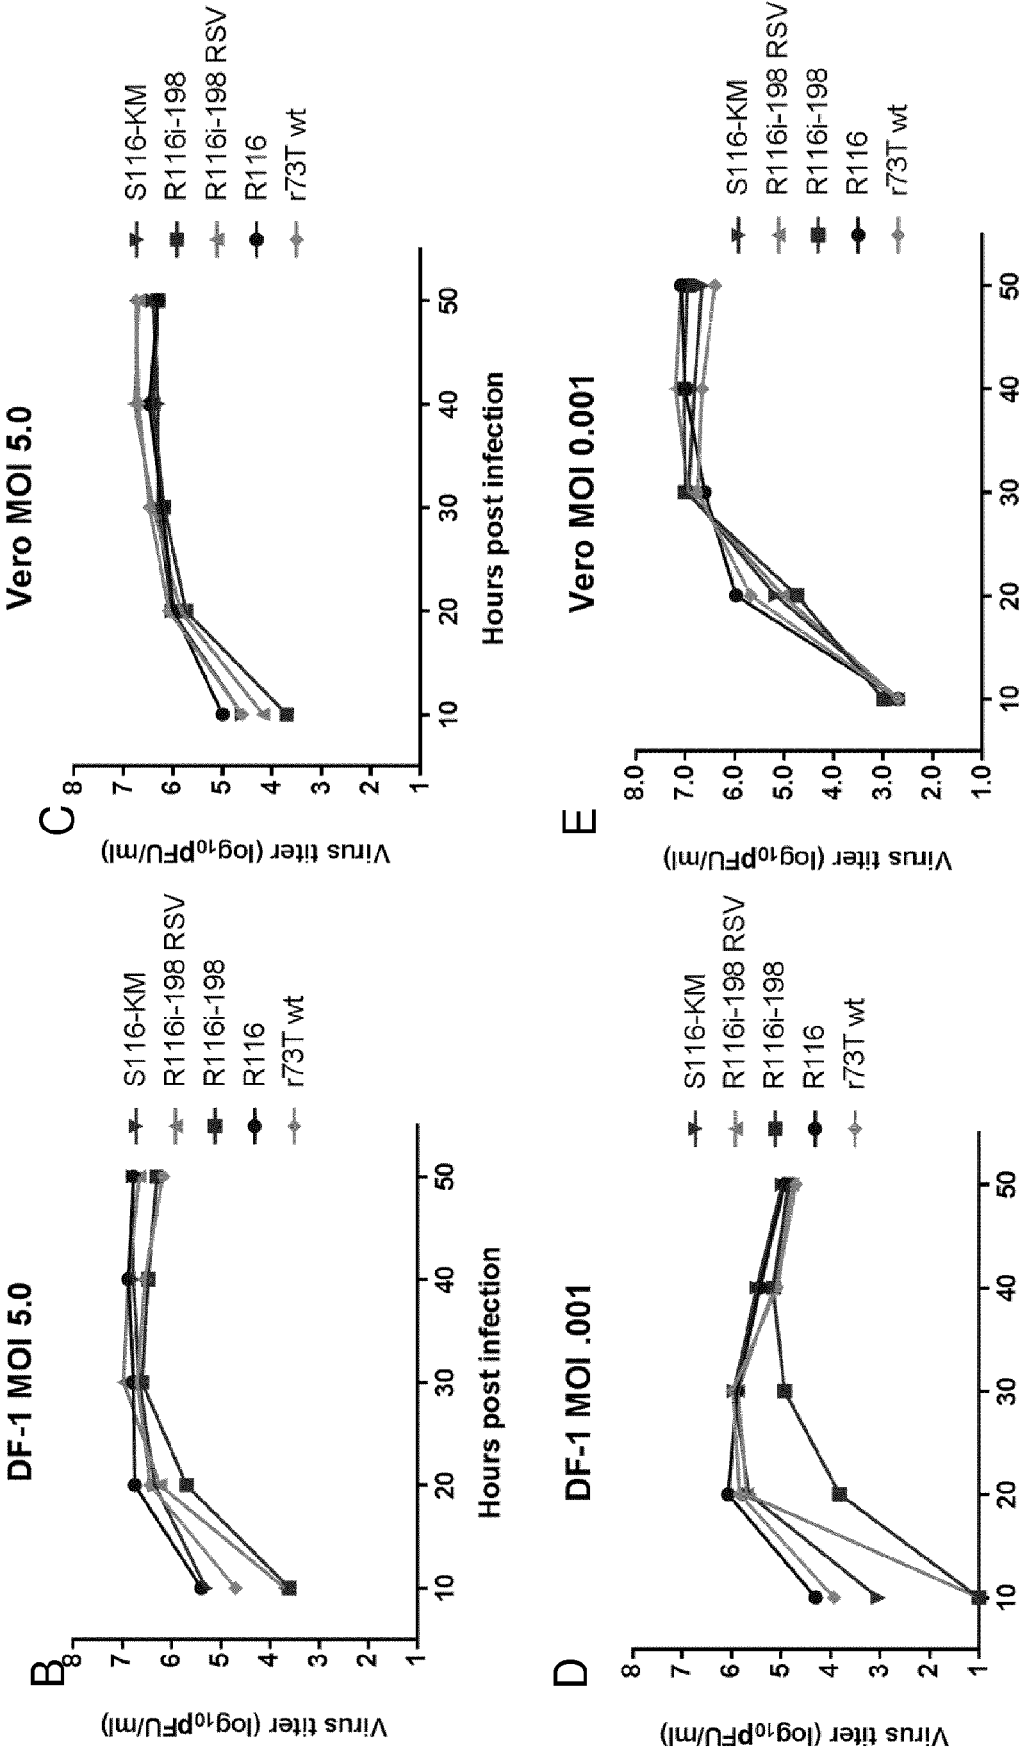 B
DF-1 MOI 5.0
Virus titer (log10pFU/ml)
8
7
6
5
4
3
2
1
10
20
30
40
50
Hours post infection
S116-KM
R116i-198 RSV
R116i-198
R116
r73T wt
C
Vero MOI 5.0
Virus titer (log10pFU/ml)
8
7
6
5
4
3
2
1
10
20
30
40
50
Hours post infection
S116-KM
R116i-198
R116i-198 RSV
R116
r73T wt
D
DF-1 MOI .001
Virus titer (log10pFU/ml)
8
7
6
5
4
3
2
1
10
20
30
40
50
S116-KM
R116i-198 RSV
R116i-198
R116
r73T wt
E
Vero MOI 0.001
Virus titer (log10pFU/ml)
8.0
7.0
6.0
5.0
4.0
3.0
2.0
1.0
10
20
30
40
50
S116-KM
R116i-198 RSV
R116i-198
R116
r73T wt